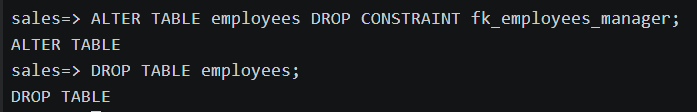 sales=> ALTER TABLE employees DROP CONSTRAINT fk_employees_manager;
ALTER TABLE
sales=> DROP TABLE employees;
DROP TABLE